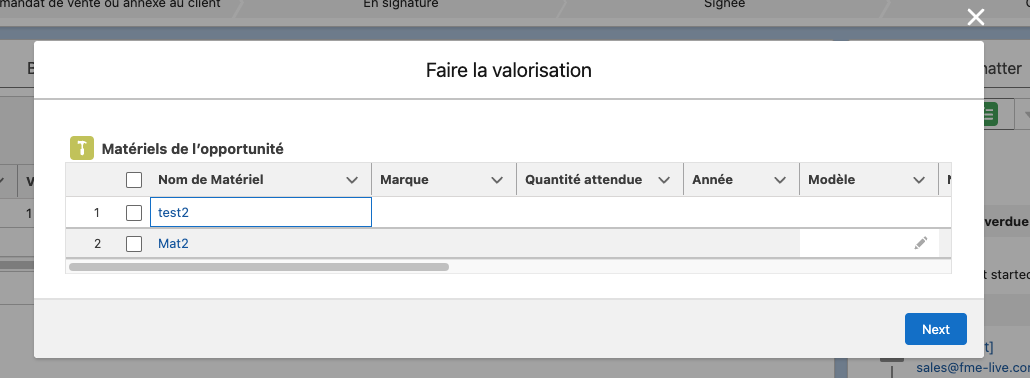 mandat de vente ou annexe au client
En signature
Signée
Faire la valorisation
Matériels de l’opportunité
Nom de Matériel Marque Quantité attendue Année Modèle
1 test2
2 Mat2
Next
1
verdue
t started
t]
sales@fme-live.co